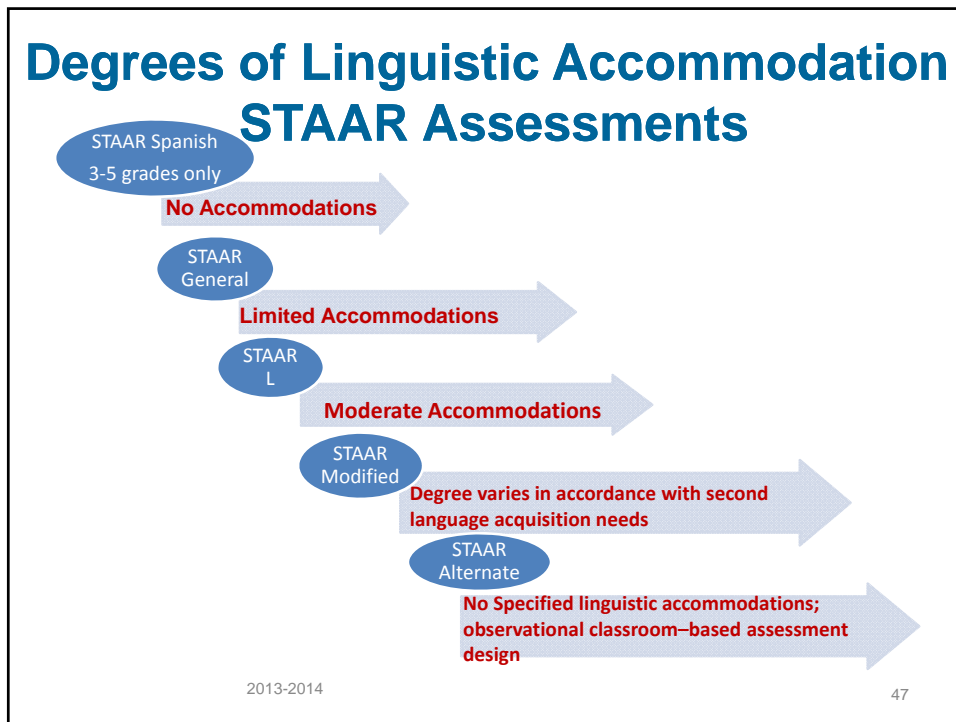 Degrees of Linguistic Accommodation
STAAR Assessments
STAAR Spanish
3-5 grades only
No Accommodations
STAAR
General
Limited Accommodations
STAAR
L
Moderate Accommodations
STAAR
Modified
Degree varies in accordance with second
language acquisition needs
STAAR
Alternate
No Specified linguistic accommodations;
observational classroom–based assessment
design
2013-2014
47